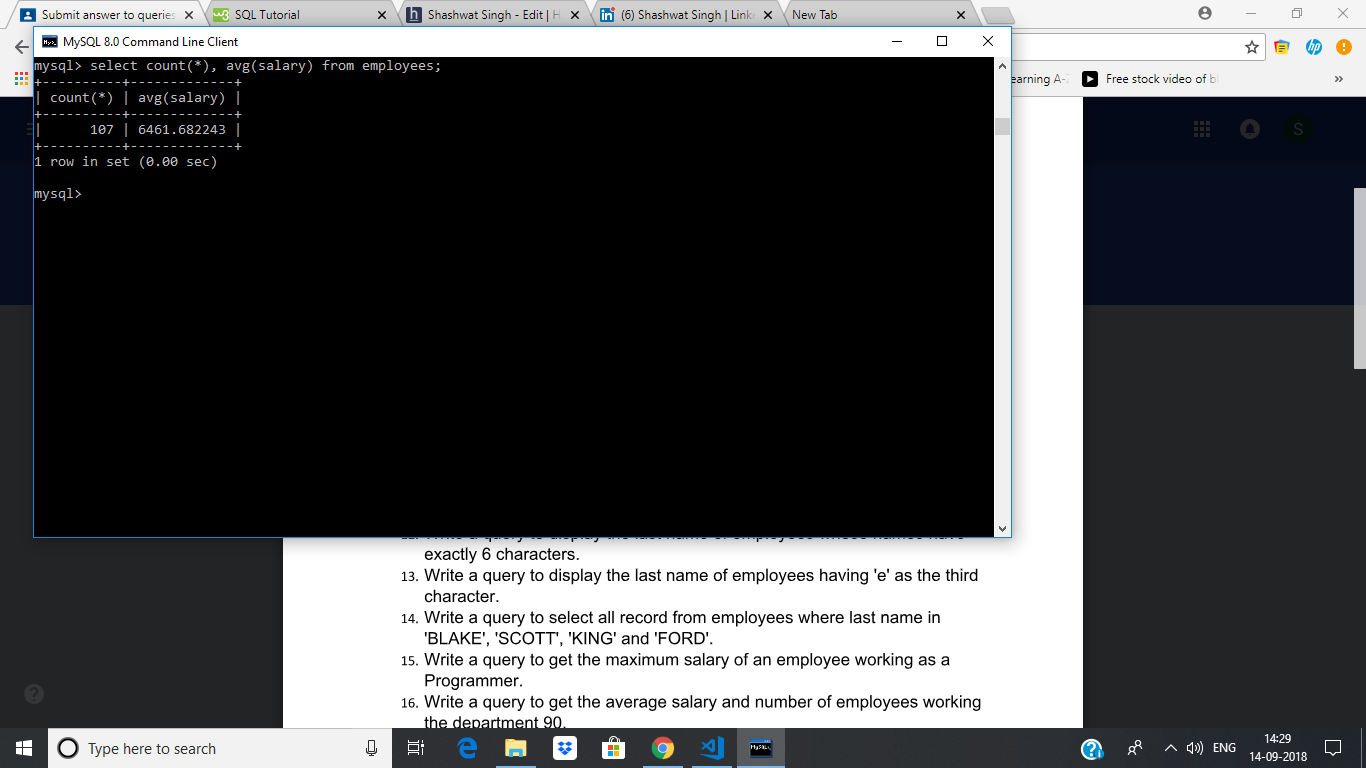 Submit answer to queries
SQL Tutorial
Shashwat Singh - Edit | H
(6) Shashwat Singh | Link
New Tab
MySQL 8.0 Command Line Client
mysql> select count(*), avg(salary) from employees;
+----------+-------------+
| count(*) | avg(salary) |
+----------+-------------+
| 107 | 6461.682243 |
+----------+-------------+
1 row in set (0.00 sec)
mysql>
earning A-
Free stock video of b
S
exactly 6 characters.
13. Write a query to display the last name of employees having 'e' as the third
character.
14. Write a query to select all record from employees where last name in
'BLAKE', 'SCOTT', 'KING' and 'FORD'.
15. Write a query to get the maximum salary of an employee working as a
Programmer.
16. Write a query to get the average salary and number of employees working
the department 90.
Type here to search
ENG
14:29
14-09-2018